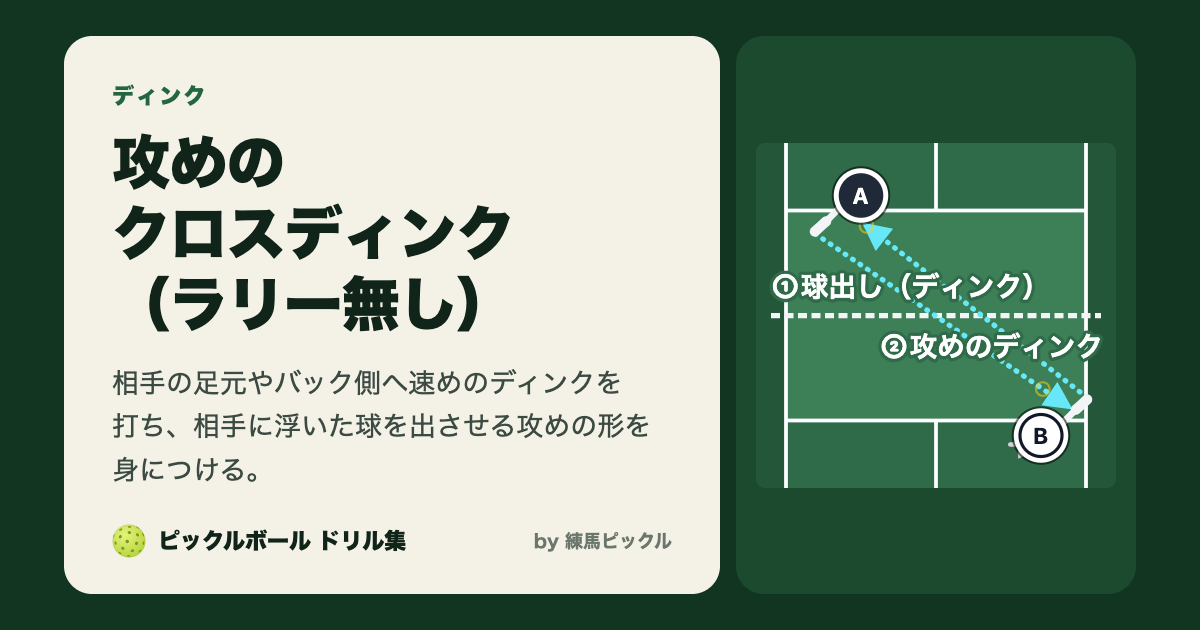 ディンク
攻めの
クロスディンク
（ラリー無し）
相手の足元やバック側へ速めのディンクを
打ち、相手に浮いた球を出させる攻めの形を
身につける。
ピックルボール ドリル集
by 練馬ピックル
A
①球出し（ディンク）
②攻めのディンク
B